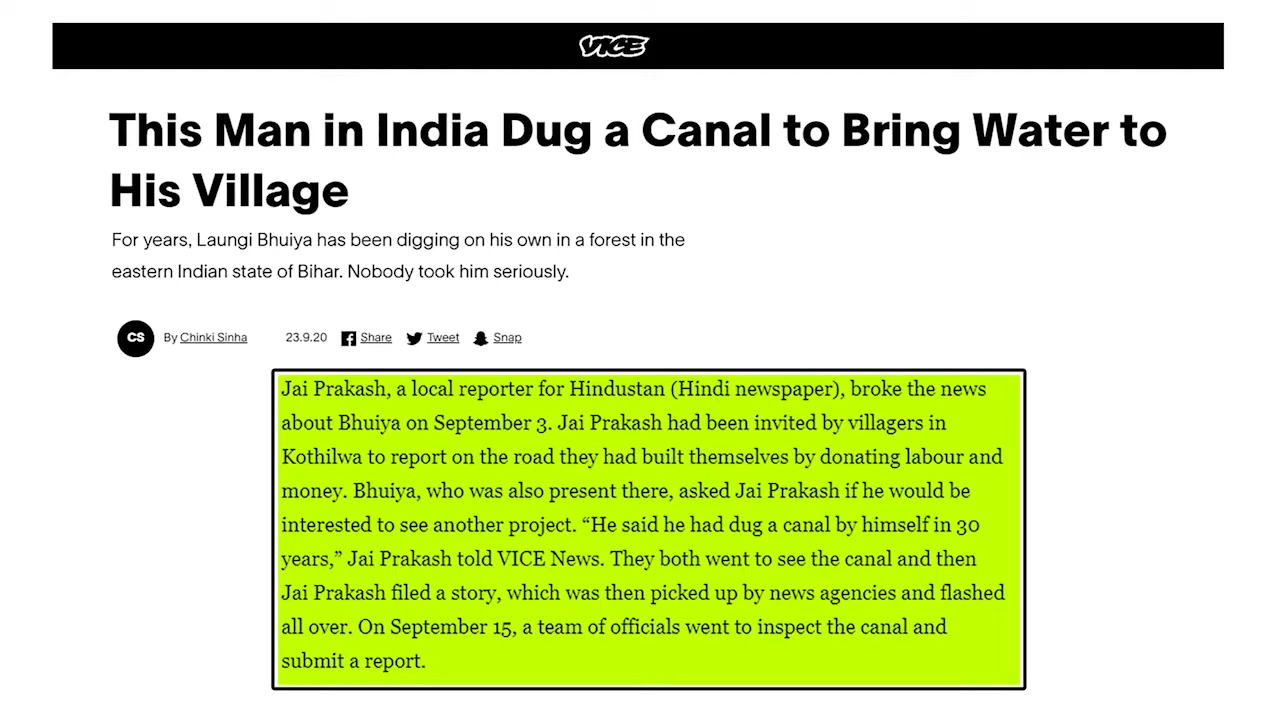 VICE
This Man in India Dug a Canal to Bring Water to
His Village
For years, Laungi Bhuiya has been digging on his own in a forest in the
eastern Indian state of Bihar. Nobody took him seriously.
CS By Chinki Sinha 23.9.20 Share Tweet Snap
Jai Prakash, a local reporter for Hindustan (Hindi newspaper), broke the news
about Bhuiya on September 3. Jai Prakash had been invited by villagers in
Kothilwa to report on the road they had built themselves by donating labour and
money. Bhuiya, who was also present there, asked Jai Prakash if he would be
interested to see another project. “He said he had dug a canal by himself in 30
years,” Jai Prakash told VICE News. They both went to see the canal and then
Jai Prakash filed a story, which was then picked up by news agencies and flashed
all over. On September 15, a team of officials went to inspect the canal and
submit a report.